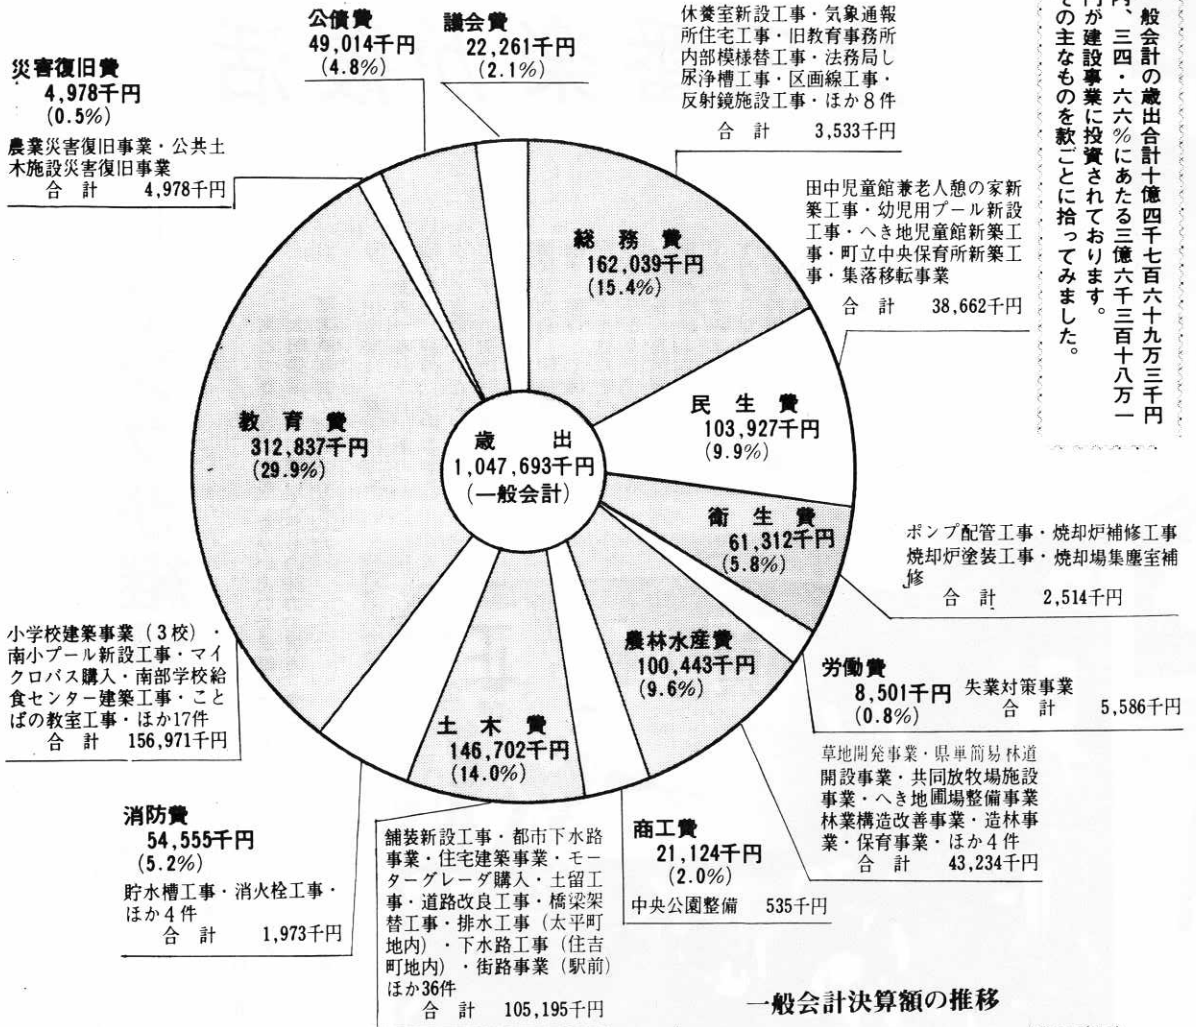 般会計の歳出合計十億四千七百六十九万三千円
、三四・六六%にあたる三億六千三百十八万一
円が建設事業に投資されております。
その主なものを款ごとに拾ってみました。
公債費
49,014千円
(4.8%)
議会費
22,261千円
(2.1%)
休養室新設工事・気象通報
所住宅工事・旧教育事務所
内部模様替工事・法務局し
尿浄槽工事・区画線工事・
反射鏡施設工事・ほか8件
合計 3,533千円
災害復旧費
4,978千円
(0.5%)
農業災害復旧事業・公共土
木施設災害復旧事業
合計 4,978千円
総務費
162,039千円
(15.4%)
田中児童館兼老人憩の家新
築工事・幼児用プール新設
工事・へき地児童館新築工
事・町立中央保育所新築工
事・集落移転事業
合計 38,662千円
民生費
103,927千円
(9.9%)
教育費
312,837千円
(29.9%)
歳出
1,047,693千円
(一般会計)
衛生費
61,312千円
(5.8%)
ポンプ配管工事・焼却炉補修工事
焼却炉塗装工事・焼却場集塵室補
修
合計 2,514千円
農林水産費
100,443千円
(9.6%)
労働費
8,501千円
(0.8%)
失業対策事業
合計 5,586千円
小学校建築事業(3校)・
南小プール新設工事・マイ
クロバス購入・南部学校給
食センター建築工事・こと
ばの教室工事・ほか17件
合計 156,971千円
土木費
146,702千円
(14.0%)
草地開発事業・県単簡易林道
開設事業・共同放牧場施設
事業・へき地圃場整備事業
林業構造改善事業・造林事
業・保育事業・ほか4件
合計 43,234千円
消防費
54,555千円
(5.2%)
貯水槽工事・消火栓工事・
ほか4件
合計 1,973千円
舗装新設工事・都市下水路
事業・住宅建築事業・モー
ターグレーダ購入・土留工
事・道路改良工事・橋梁架
替工事・排水工事(太平町
地内)・下水路工事(住吉
町地内)・街路事業(駅前)
ほか36件
合計 105,195千円
商工費
21,124千円
(2.0%)
中央公園整備 535千円
一般会計決算額の推移